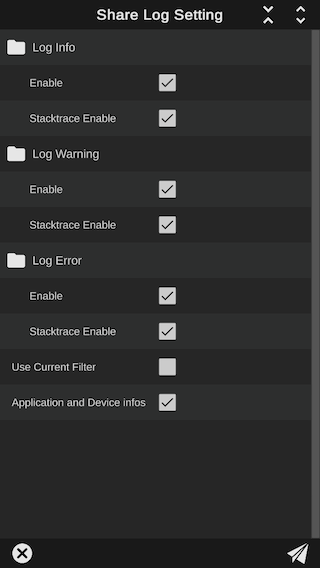 Share Log Setting
Log Info
Enable
Stacktrace Enable
Log Warning
Enable
Stacktrace Enable
Log Error
Enable
Stacktrace Enable
Use Current Filter
Application and Device infos